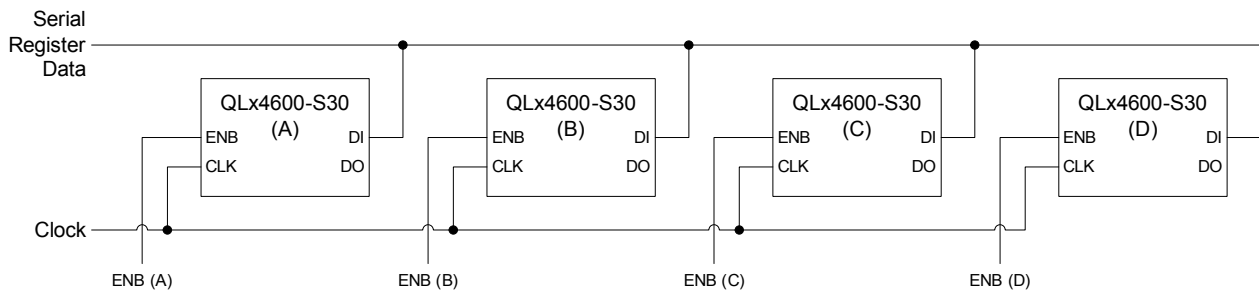 Serial
Register
Data
QLx4600-S30
(A)
ENB
DI
CLK
DO
QLx4600-S30
(B)
ENB
DI
CLK
DO
QLx4600-S30
(C)
ENB
DI
CLK
DO
QLx4600-S30
(D)
ENB
DI
CLK
DO
Clock
ENB (A)
ENB (B)
ENB (C)
ENB (D)